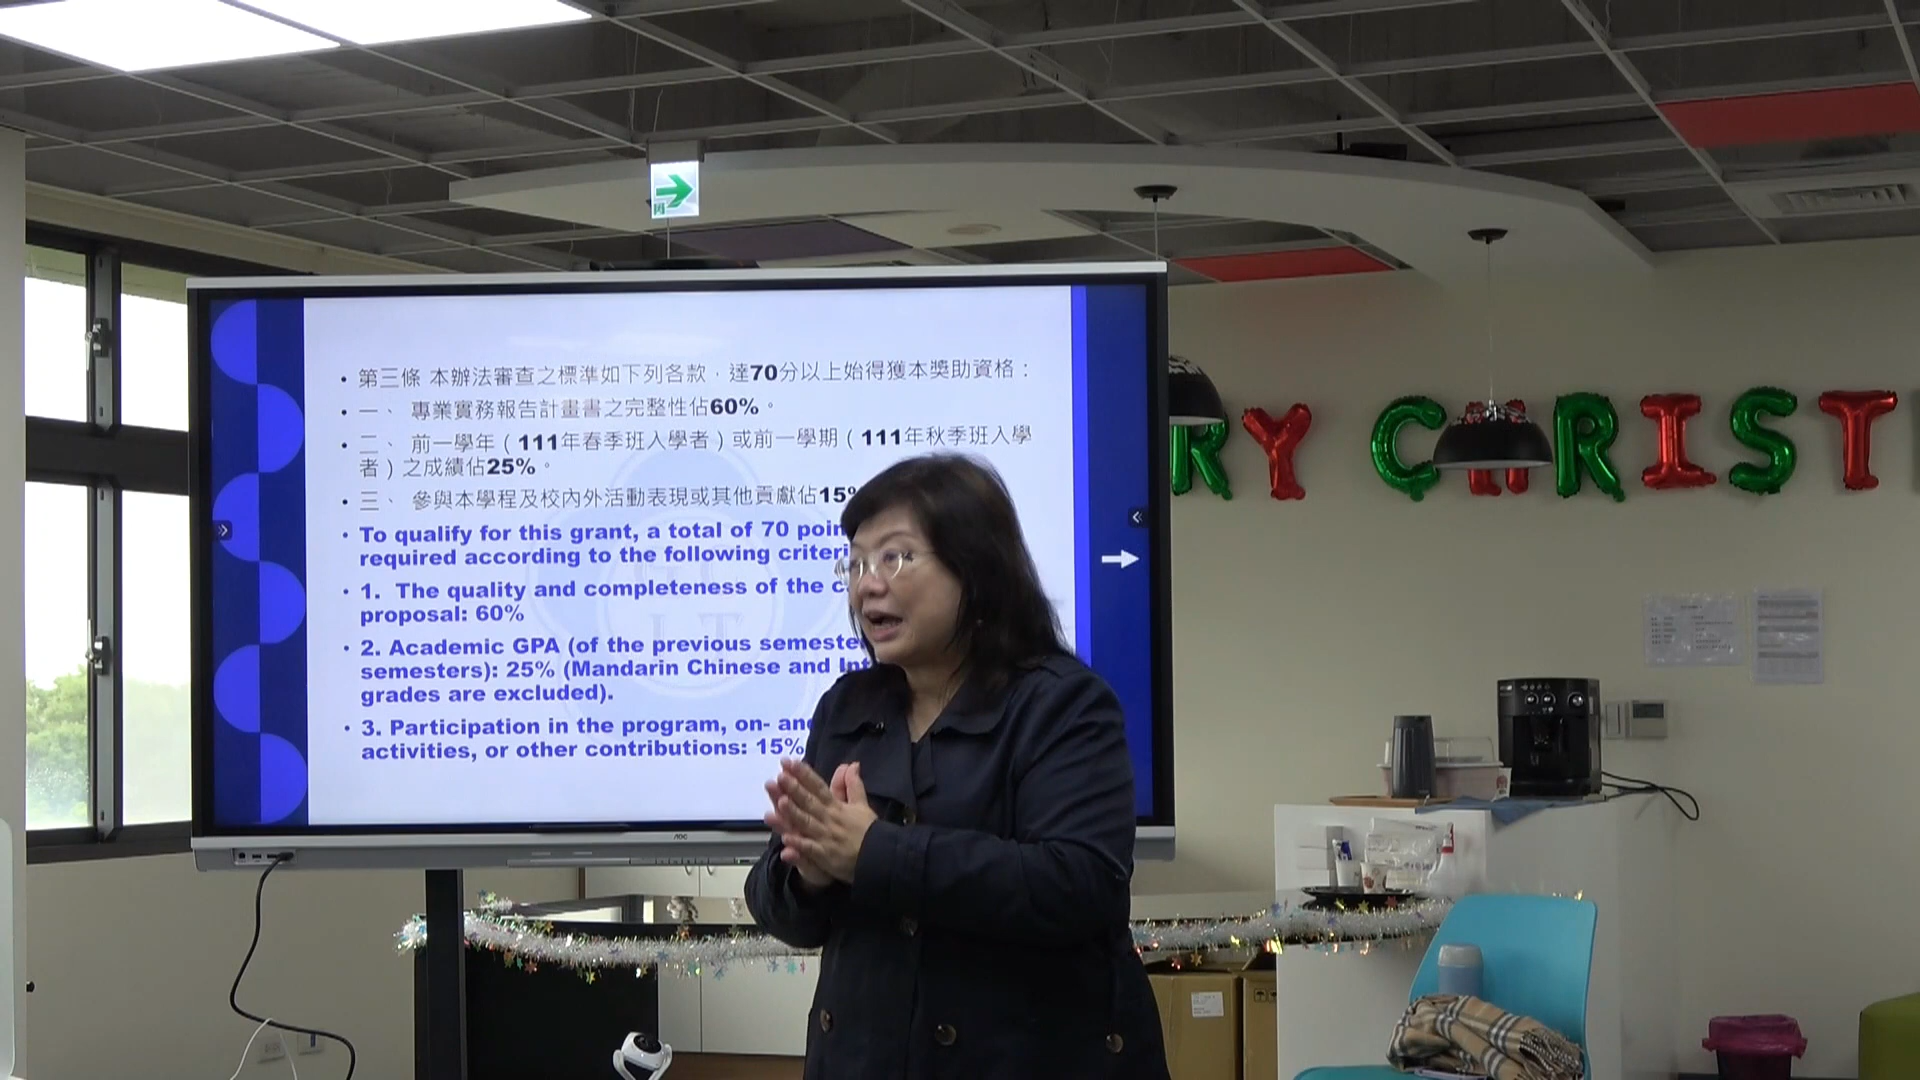 • 第三條 本辦法審查之標準如下列各款，達70分以上始得獲本獎助資格：
• 一、 專業實務報告計畫書之完整性佔60%。
• 二、 前一學年（111年春季班入學者）或前一學期（111年秋季班入學
者）之成績佔25%。
• 三、 參與本學程及校內外活動表現或其他貢獻佔15%
• To qualify for this grant, a total of 70
required according to the following
• 1. The quality and completeness of the
proposal: 60%
• 2. Academic GPA (of the previous
semesters): 25% (Mandarin Chinese and
grades are excluded).
• 3. Participation in the program, on- and
activities, or other contributions: 15%
AOC
RY CHRIST